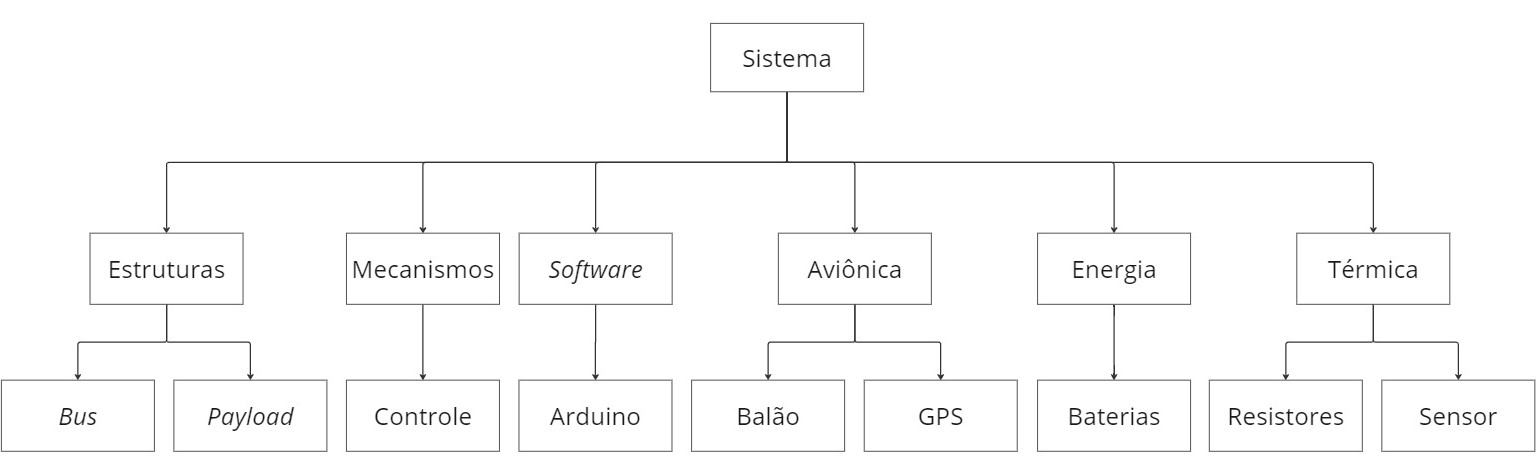 Sistema
Estruturas
Mecanismos
Software
Aviônica
Energia
Térmica
Bus
Payload
Controle
Arduino
Balão
GPS
Baterias
Resistores
Sensor